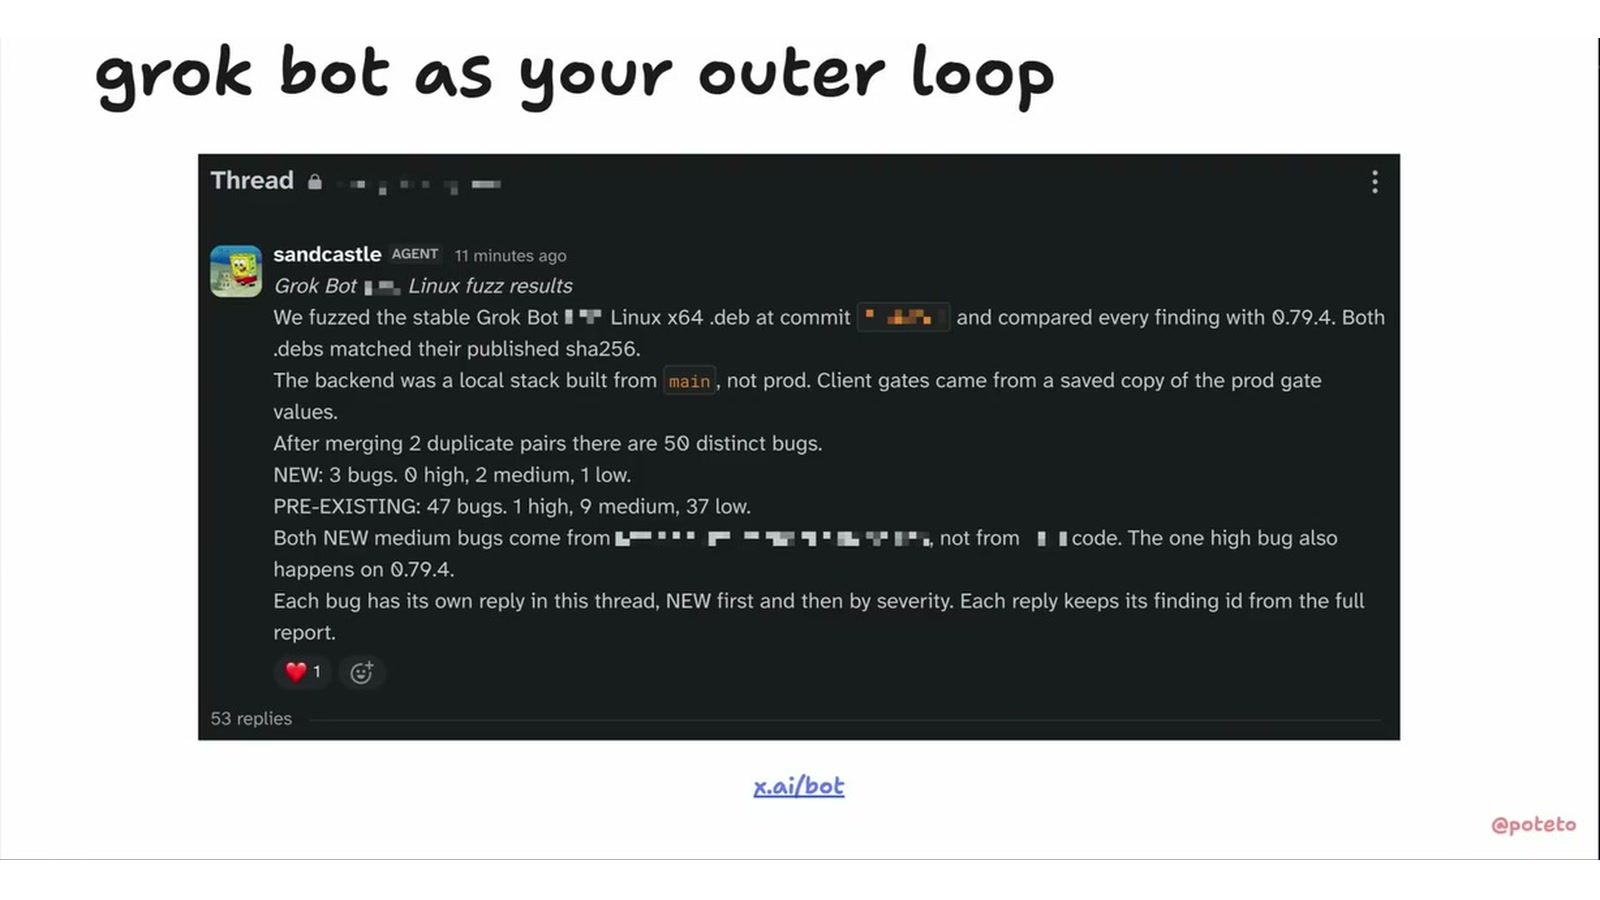 grok bot as your outer loop
Thread
sandcastle AGENT 11 minutes ago
Grok Bot Linux fuzz results
We fuzzed the stable Grok Bot Linux x64 .deb at commit and compared every finding with 0.79.4. Both
.debs matched their published sha256.
The backend was a local stack built from main, not prod. Client gates came from a saved copy of the prod gate
values.
After merging 2 duplicate pairs there are 50 distinct bugs.
NEW: 3 bugs. 0 high, 2 medium, 1 low.
PRE-EXISTING: 47 bugs. 1 high, 9 medium, 37 low.
Both NEW medium bugs come from , not from code. The one high bug also
happens on 0.79.4.
Each bug has its own reply in this thread, NEW first and then by severity. Each reply keeps its finding id from the full
report.
1
53 replies
x.ai/bot
@poteto